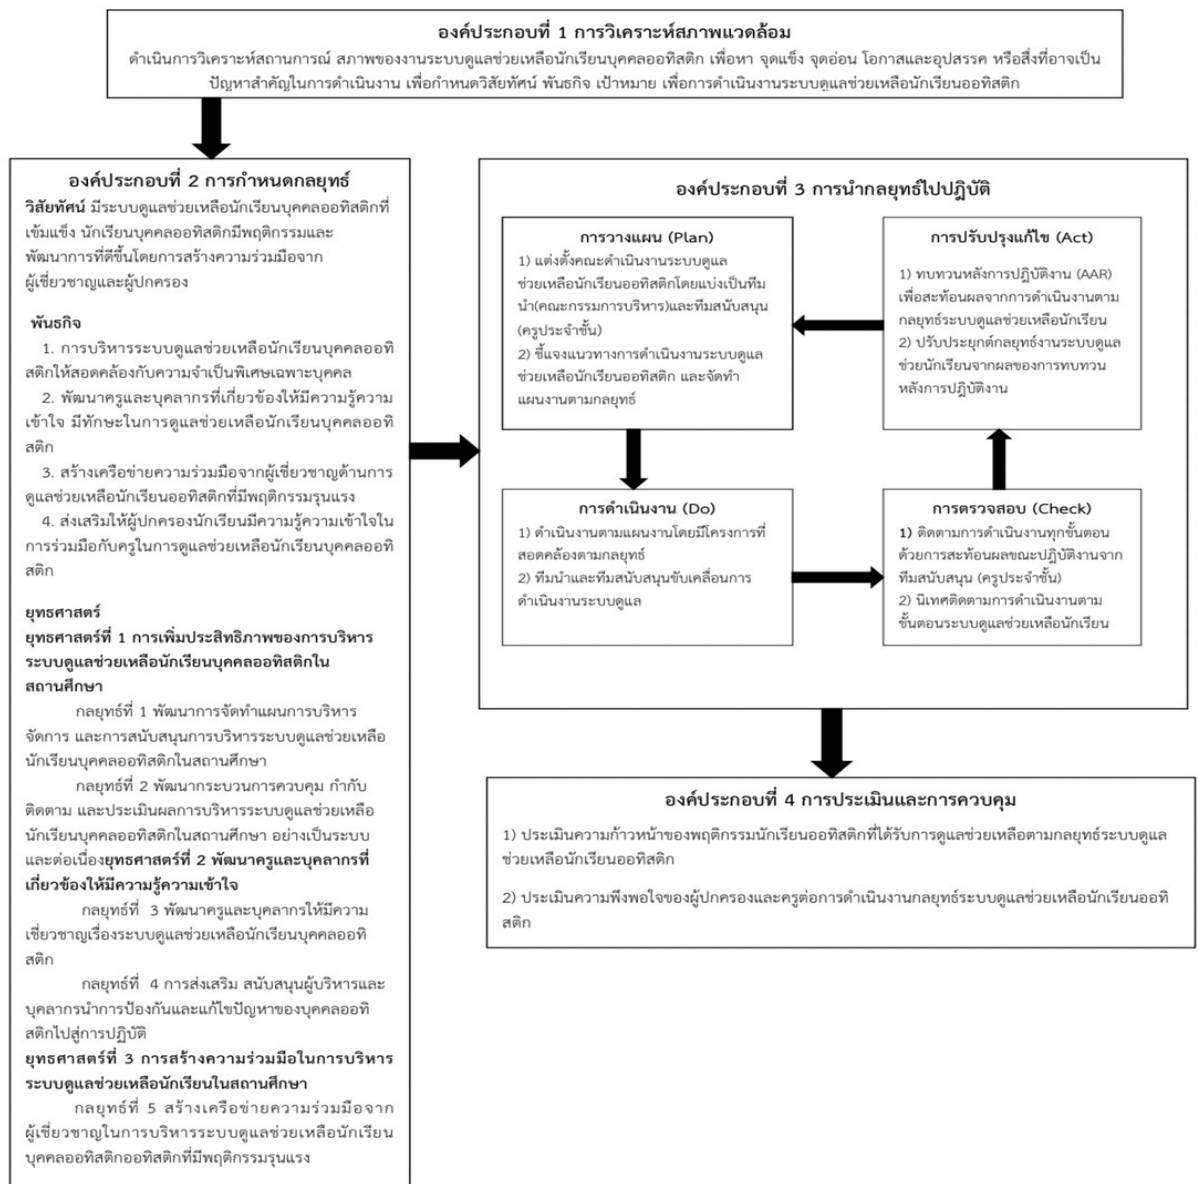 องค์ประกอบที่ 1 การวิเคราะห์สภาพแวดล้อม
ดำเนินการวิเคราะห์สถานการณ์ สภาพของงานระบบดูแลช่วยเหลือนักเรียนบุคคลออทิสติก เพื่อหา จุดแข็ง จุดอ่อน โอกาสและอุปสรรค หรือสิ่งที่อาจเป็น
ปัญหาสำคัญในการดำเนินงาน เพื่อกำหนดวิสัยทัศน์ พันธกิจ เป้าหมาย เพื่อการดำเนินงานระบบดูแลช่วยเหลือนักเรียนออทิสติก
องค์ประกอบที่ 2 การกำหนดกลยุทธ์
วิสัยทัศน์ มีระบบดูแลช่วยเหลือนักเรียนบุคคลออทิสติกที่
เข้มแข็ง นักเรียนบุคคลออทิสติกมีพฤติกรรมและ
พัฒนาการที่ดีขึ้นโดยการสร้างความร่วมมือจาก
ผู้เชี่ยวชาญและผู้ปกครอง
พันธกิจ
1. การบริหารระบบดูแลช่วยเหลือนักเรียนบุคคลออทิ
สติกให้สอดคล้องกับความจำเป็นพิเศษเฉพาะบุคคล
2. พัฒนาครูและบุคลากรที่เกี่ยวข้องให้มีความรู้ความ
เข้าใจ มีทักษะในการดูแลช่วยเหลือนักเรียนบุคคลออทิ
สติก
3. สร้างเครือข่ายความร่วมมือจากผู้เชี่ยวชาญด้านการ
ดูแลช่วยเหลือนักเรียนออทิสติกที่มีพฤติกรรมรุนแรง
4. ส่งเสริมให้ผู้ปกครองนักเรียนมีความรู้ความเข้าใจใน
การร่วมมือกับครูในการดูแลช่วยเหลือนักเรียนบุคคลออทิ
สติก
ยุทธศาสตร์
ยุทธศาสตร์ที่ 1 การเพิ่มประสิทธิภาพของการบริหาร
ระบบดูแลช่วยเหลือนักเรียนบุคคลออทิสติกใน
สถานศึกษา
กลยุทธ์ที่ 1 พัฒนาการจัดทำแผนการบริหาร
จัดการ และการสนับสนุนการบริหารระบบดูแลช่วยเหลือ
นักเรียนบุคคลออทิสติกในสถานศึกษา
กลยุทธ์ที่ 2 พัฒนากระบวนการควบคุม กำกับ
ติดตาม และประเมินผลการบริหารระบบดูแลช่วยเหลือ
นักเรียนบุคคลออทิสติกในสถานศึกษา อย่างเป็นระบบ
และต่อเนื่องยุทธศาสตร์ที่ 2 พัฒนาครูและบุคลากรที่
เกี่ยวข้องให้มีความรู้ความเข้าใจ
กลยุทธ์ที่ 3 พัฒนาครูและบุคลากรให้มีความ
เชี่ยวชาญเรื่องระบบดูแลช่วยเหลือนักเรียนบุคคลออทิ
สติก
กลยุทธ์ที่ 4 การส่งเสริม สนับสนุนผู้บริหารและ
บุคลากรนำการป้องกันและแก้ไขปัญหาของบุคคลออทิ
สติกไปสู่การปฏิบัติ
ยุทธศาสตร์ที่ 3 การสร้างความร่วมมือในการบริหาร
ระบบดูแลช่วยเหลือนักเรียนในสถานศึกษา
กลยุทธ์ที่ 5 สร้างเครือข่ายความร่วมมือจาก
ผู้เชี่ยวชาญในการบริหารระบบดูแลช่วยเหลือนักเรียน
บุคคลออทิสติกออทิสติกที่มีพฤติกรรมรุนแรง
องค์ประกอบที่ 3 การนำกลยุทธ์ไปปฎิบัติ
การวางแผน (Plan)
1) แต่งตั้งคณะดำเนินงานระบบดูแล
ช่วยเหลือนักเรียนออทิสติกโดยแบ่งเป็นทีม
นำ(คณะกรรมการบริหาร)และทีมสนับสนุน
(ครูประจำชั้น)
2) ชี้แจงแนวทางการดำเนินงานระบบดูแล
ช่วยเหลือนักเรียนออทิสติก และจัดทำ
แผนงานตามกลยุทธ์
การปรับปรุงแก้ไข (Act)
1) ทบทวนหลังการปฎิบัติงาน (AAR)
เพื่อสะท้อนผลจากการดำเนินงานตาม
กลยุทธ์ระบบดูแลช่วยเหลือนักเรียน
2) ปรับประยุกต์กลยุทธ์งานระบบดูแล
ช่วยนักเรียนจากผลของการทบทวน
หลังการปฎิบัติงาน
การดำเนินงาน (Do)
1) ดำเนินงานตามแผนงานโดยมีโครงการที่
สอดคล้องตามกลยุทธ์
2) ทีมนำและทีมสนับสนุนขับเคลื่อนการ
ดำเนินงานระบบดูแล
การตรวจสอบ (Check)
1) ติดตามการดำเนินงานทุกขั้นตอน
ด้วยการสะท้อนผลขณะปฎิบัติงานจาก
ทีมสนับสนุน (ครูประจำชั้น)
2) นิเทศติดตามการดำเนินงานตาม
ขั้นตอนระบบดูแลช่วยเหลือนักเรียน
องค์ประกอบที่ 4 การประเมินและการควบคุม
1) ประเมินความก้าวหน้าของพฤติกรรมนักเรียนออทิสติกที่ได้รับการดูแลช่วยเหลือตามกลยุทธ์ระบบดูแล
ช่วยเหลือนักเรียนออทิสติก
2) ประเมินความพึงพอใจของผู้ปกครองและครูต่อการดำเนินงานกลยุทธ์ระบบดูแลช่วยเหลือนักเรียนออทิ
สติก